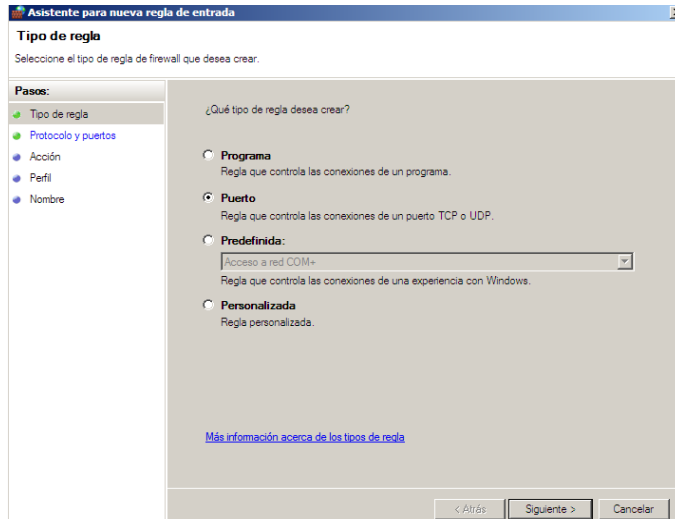 Asistente para nueva regla de entrada
Tipo de regla
Seleccione el tipo de regla de firewall que desea crear.
Pasos:
Tipo de regla
Protocolo y puertos
Acción
Perfil
Nombre
¿Qué tipo de regla desea crear?
Programa
Regla que controla las conexiones de un programa.
Puerto
Regla que controla las conexiones de un puerto TCP o UDP.
Predefinida:
Acceso a red COM+
Regla que controla las conexiones de una experiencia con Windows.
Personalizada
Regla personalizada.
Más información acerca de los tipos de regla
< Atrás
Siguiente >
Cancelar